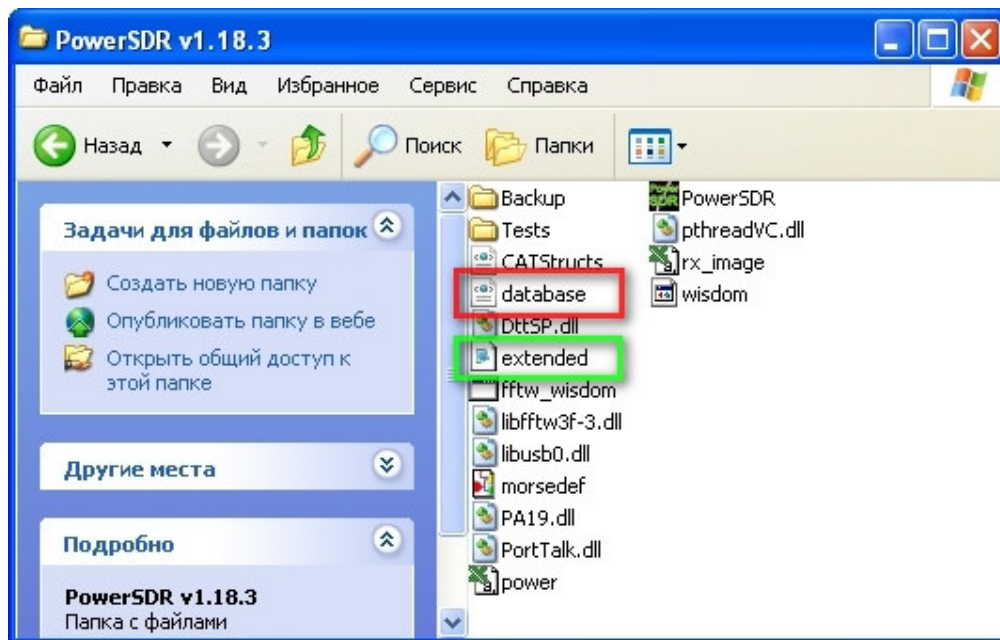 PowerSDR v1.18.3
Файл Правка Вид Избранное Сервис Справка
Назад Поиск Папки
Задачи для файлов и папок
Создать новую папку
Опубликовать папку в вебе
Открыть общий доступ к
этой папке
Другие места
Подробно
PowerSDR v1.18.3
Папка с файлами
Backup
Tests
CATStructs
database
DttSP.dll
extended
fftw_wisdom
libfftw3f-3.dll
libusb0.dll
morsedef
PA19.dll
PortTalk.dll
power
PowerSDR
pthreadVC.dll
rx_image
wisdom